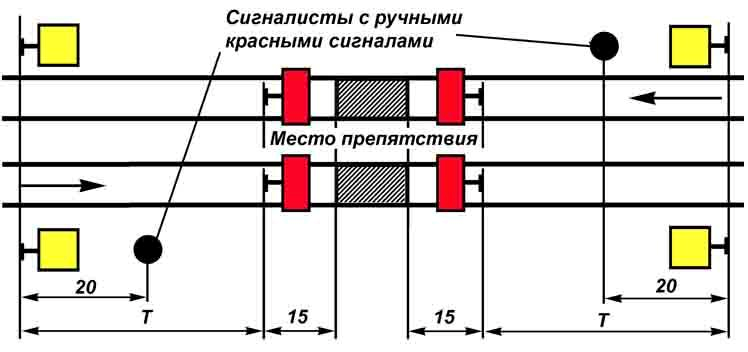 Сигналисты с ручными
красными сигналами
Место препятствия
20
20
T
15
15
T